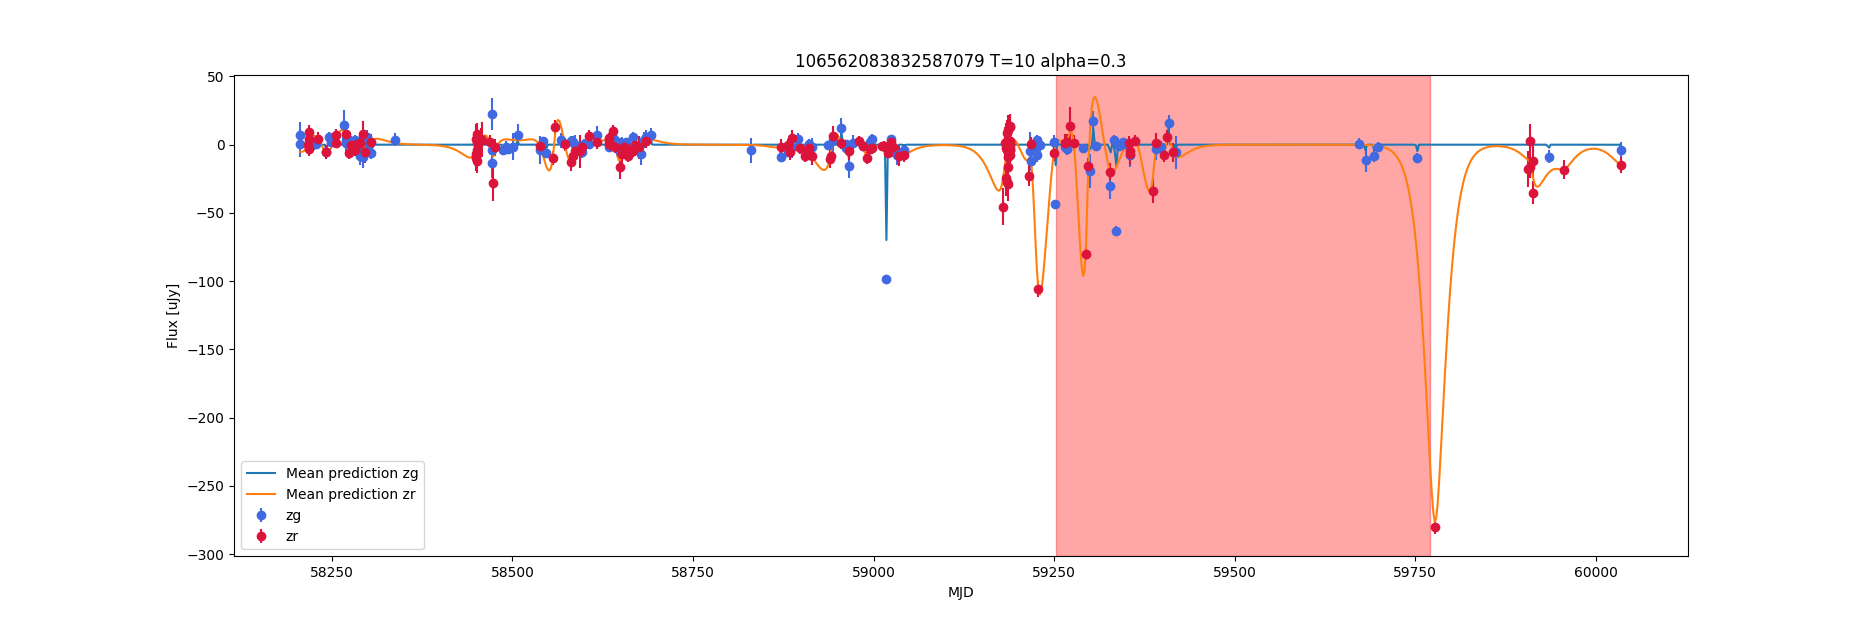 106562083832587079 T=10 alpha=0.3
50
0
−50
−100
−150
−200
−250
−300
Flux [uJy]
Mean prediction zg
Mean prediction zr
zg
zr
58250 58500 58750 59000 59250 59500 59750 60000
MJD